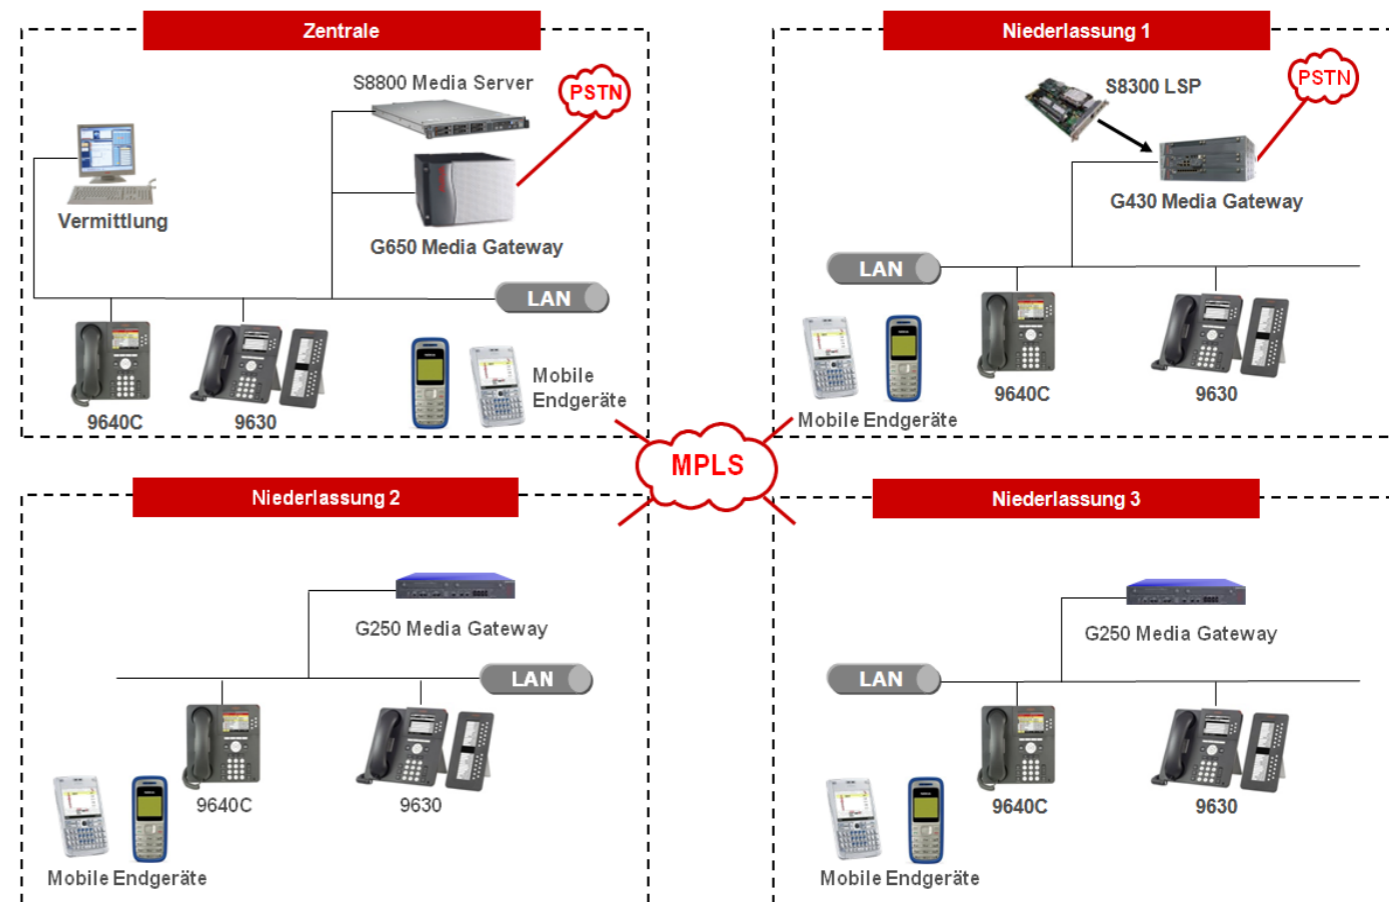 Zentrale
S8800 Media Server
PSTN
Vermittlung
G650 Media Gateway
LAN
9640C
9630
Mobile
Endgeräte
Niederlassung 1
S8300 LSP
PSTN
G430 Media Gateway
LAN
Mobile Endgeräte
9640C
9630
MPLS
Niederlassung 2
G250 Media Gateway
LAN
9640C
9630
Mobile Endgeräte
Niederlassung 3
G250 Media Gateway
LAN
9640C
9630
Mobile Endgeräte